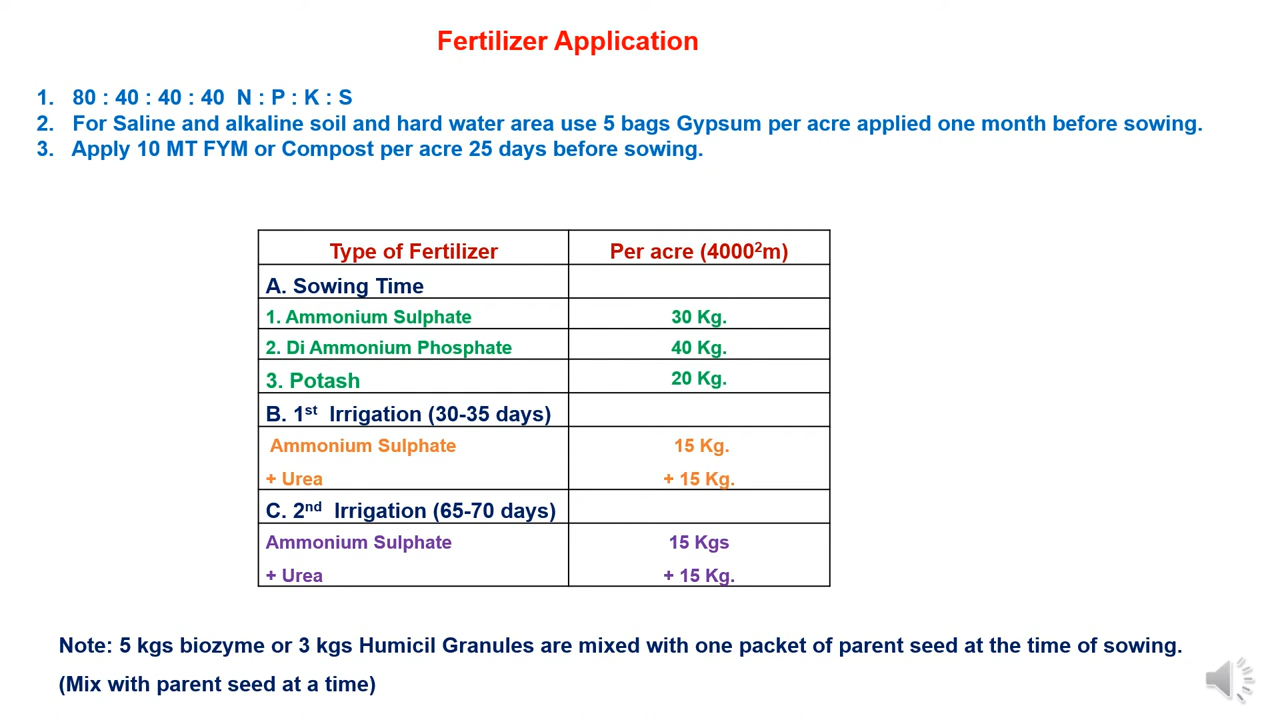 Fertilizer Application
1. 80 : 40 : 40 : 40 N : P : K : S
2. For Saline and alkaline soil and hard water area use 5 bags Gypsum per acre applied one month before sowing.
3. Apply 10 MT FYM or Compost per acre 25 days before sowing.
Type of Fertilizer Per acre (4000²m)
A. Sowing Time
1. Ammonium Sulphate 30 Kg.
2. Di Ammonium Phosphate 40 Kg.
3. Potash 20 Kg.
B. 1st Irrigation (30-35 days)
Ammonium Sulphate 15 Kg.
+ Urea + 15 Kg.
C. 2nd Irrigation (65-70 days)
Ammonium Sulphate 15 Kgs
+ Urea + 15 Kg.
Note: 5 kgs biozyme or 3 kgs Humicil Granules are mixed with one packet of parent seed at the time of sowing.
(Mix with parent seed at a time)